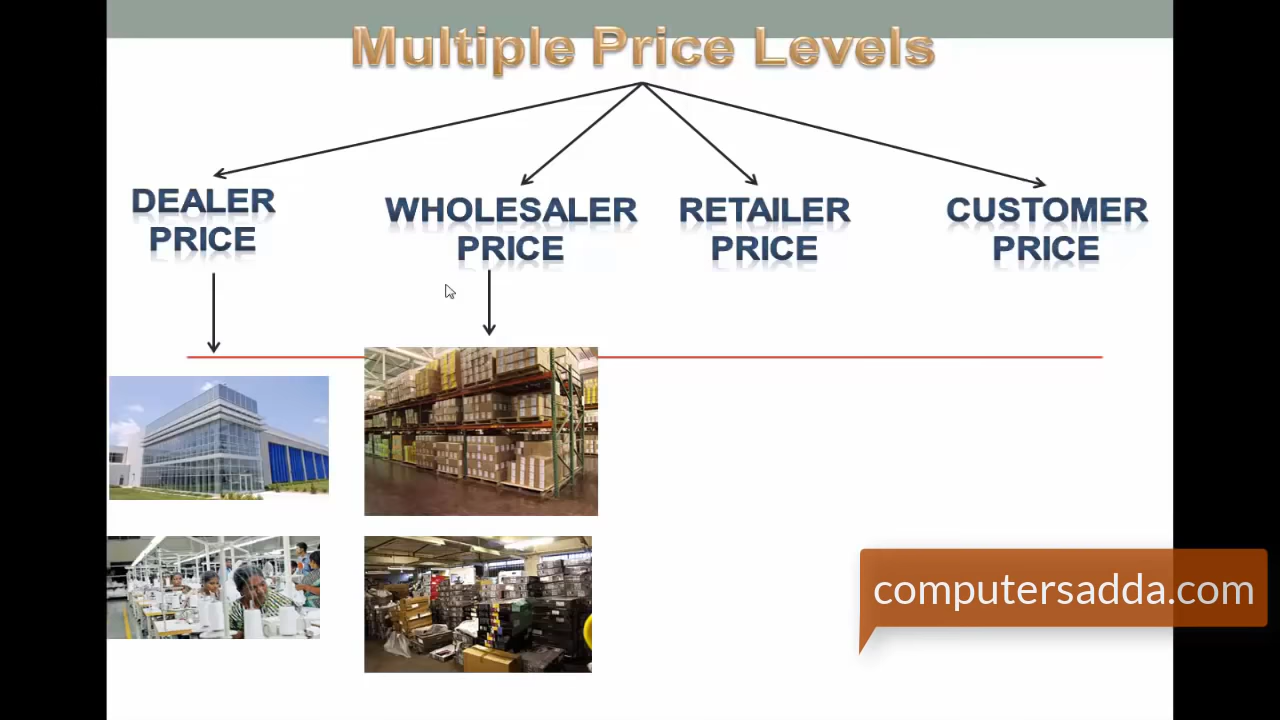 Multiple Price Levels
DEALER
PRICE
WHOLESALER
PRICE
RETAILER
PRICE
CUSTOMER
PRICE
computersadda.com